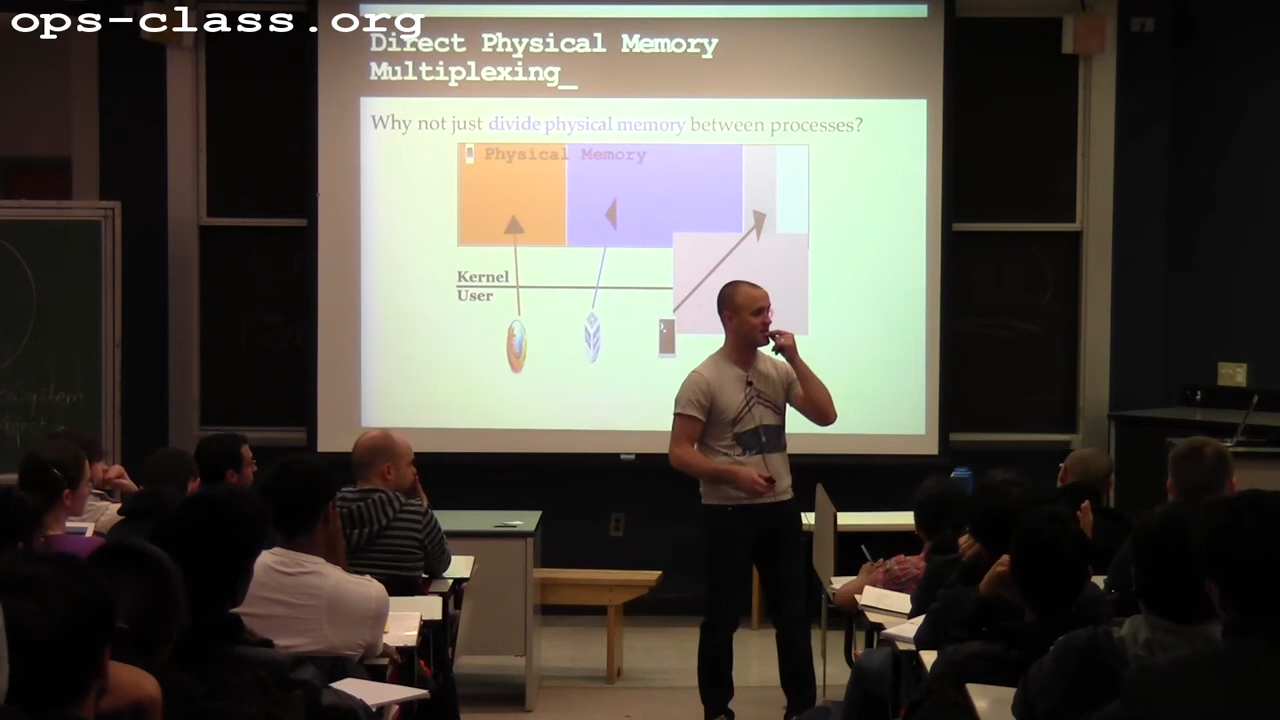 ops-class.org
Direct Physical Memory
Multiplexing_
Why not just divide physical memory between processes?
Physical Memory
Kernel
User